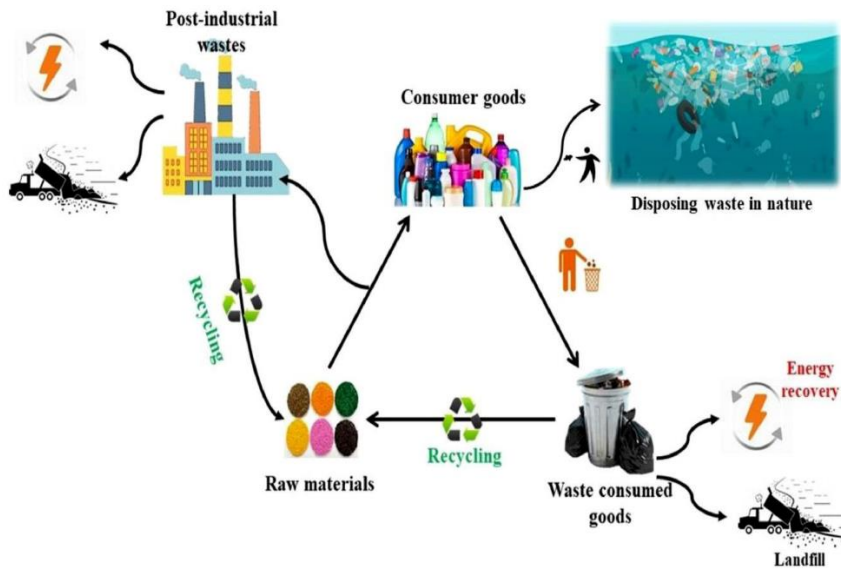 Post-industrial
wastes
Consumer goods
Disposing waste in nature
Recycling
Energy
recovery
Recycling
Raw materials
Waste consumed
goods
Landfill